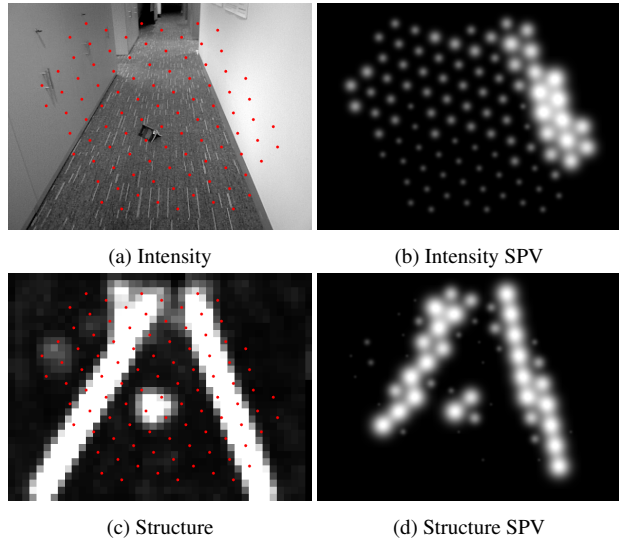 (a) Intensity
(b) Intensity SPV
(c) Structure
(d) Structure SPV